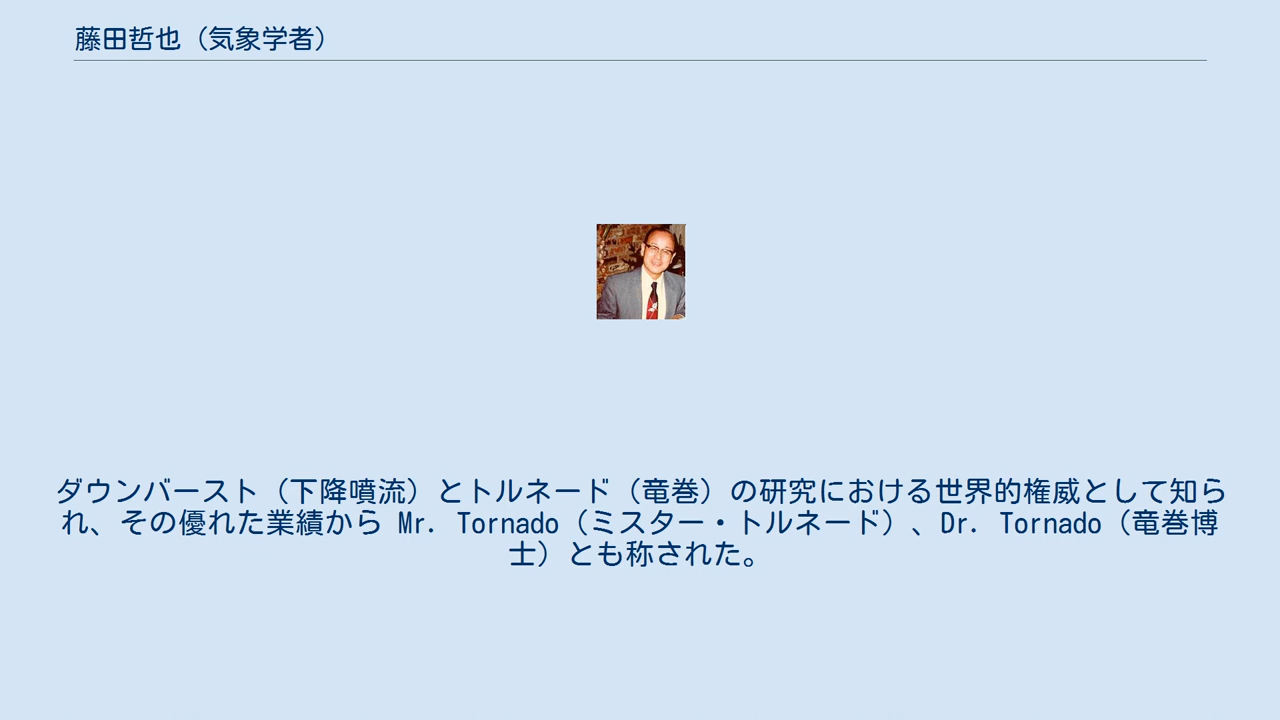 藤田哲也（気象学者）
ダウンバースト（下降噴流）とトルネード（竜巻）の研究における世界的権威として知ら
れ、その優れた業績から Mr. Tornado（ミスター・トルネード）、Dr. Tornado（竜巻博
士）とも称された。